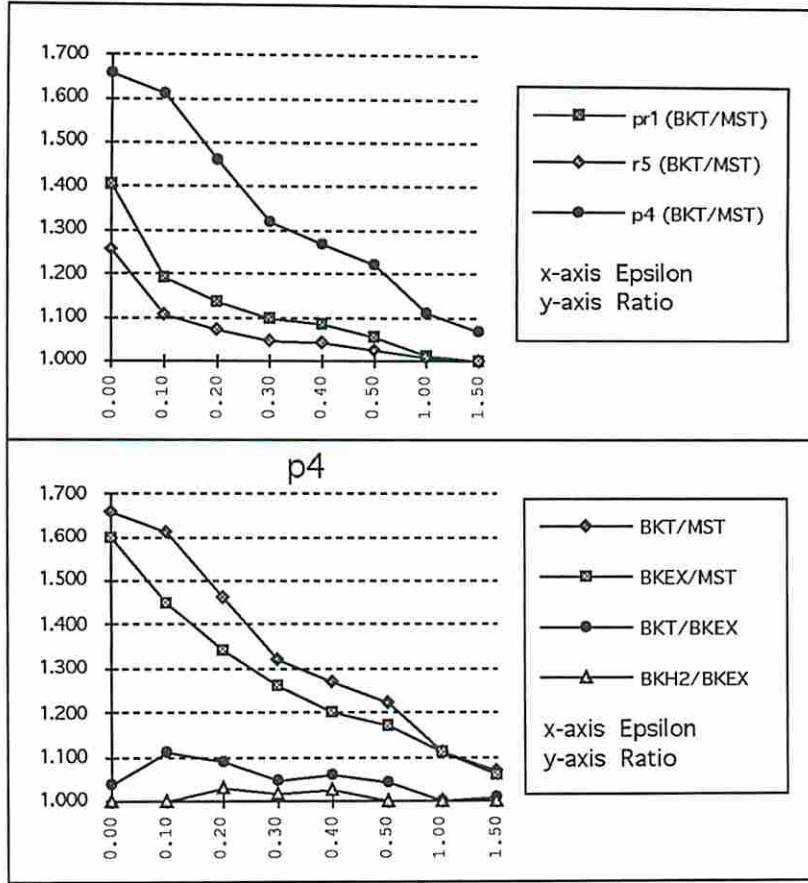 1.700
1.600
1.500
1.400
1.300
1.200
1.100
1.000
0.00
0.10
0.20
0.30
0.40
0.50
1.00
1.50
pr1 (BKT/MST)
r5 (BKT/MST)
p4 (BKT/MST)
x-axis Epsilon
y-axis Ratio
p4
1.700
1.600
1.500
1.400
1.300
1.200
1.100
1.000
0.00
0.10
0.20
0.30
0.40
0.50
1.00
1.50
BKT/MST
BKEX/MST
BKT/BKEX
BKH2/BKEX
x-axis Epsilon
y-axis Ratio